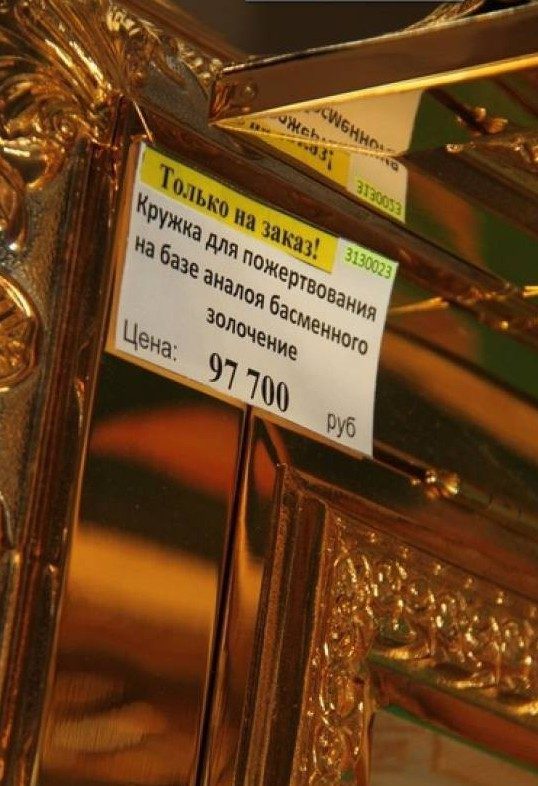 Только на заказ!
3130023
Кружка для пожертвования
на базе аналоя басменного
золочение
Цена: 97 700 руб